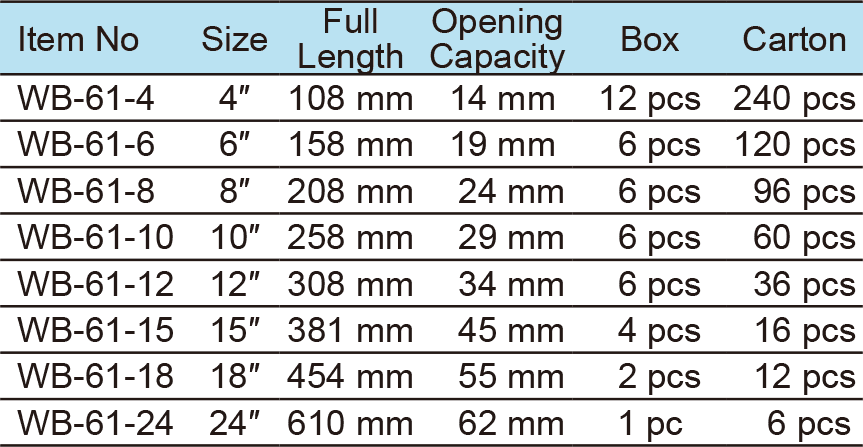 Item No Size Full Length Opening Capacity Box Carton
WB-61-4 4″ 108 mm 14 mm 12 pcs 240 pcs
WB-61-6 6″ 158 mm 19 mm 6 pcs 120 pcs
WB-61-8 8″ 208 mm 24 mm 6 pcs 96 pcs
WB-61-10 10″ 258 mm 29 mm 6 pcs 60 pcs
WB-61-12 12″ 308 mm 34 mm 6 pcs 36 pcs
WB-61-15 15″ 381 mm 45 mm 4 pcs 16 pcs
WB-61-18 18″ 454 mm 55 mm 2 pcs 12 pcs
WB-61-24 24″ 610 mm 62 mm 1 pc 6 pcs